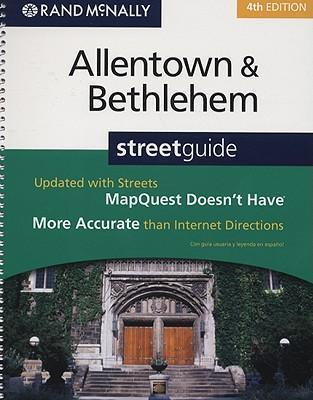 RAND McNALLY
4th EDITION
Allentown &
Bethlehem
streetguide
Updated with Streets
MapQuest Doesn't Have
More Accurate than Internet Directions
Con guía usuaria y leyenda en español